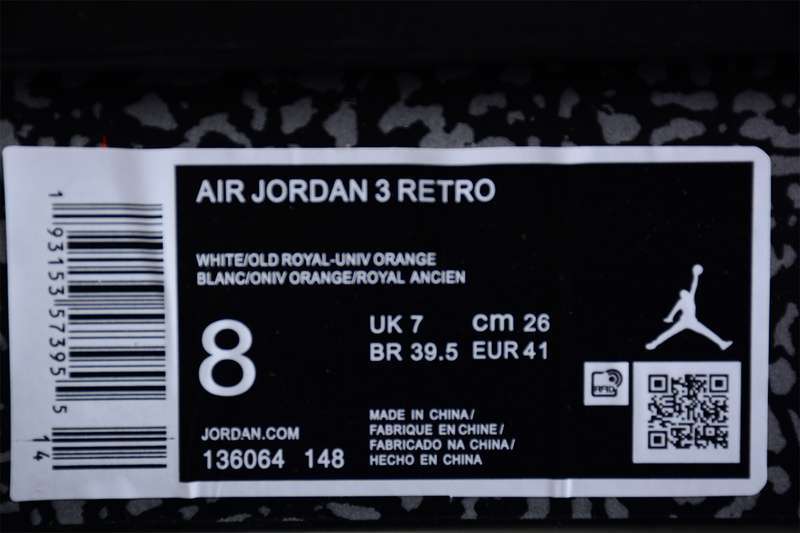 AIR JORDAN 3 RETRO
WHITE/OLD ROYAL-UNIV ORANGE
BLANC/ONIV ORANGE/ROYAL ANCIEN
8
UK 7 cm 26
BR 39.5 EUR 41
JORDAN.COM
136064 148
MADE IN CHINA/
FABRIQUE EN CHINE/
FABRICADO NA CHINA/
HECHO EN CHINA
1 93153 57395 5
14